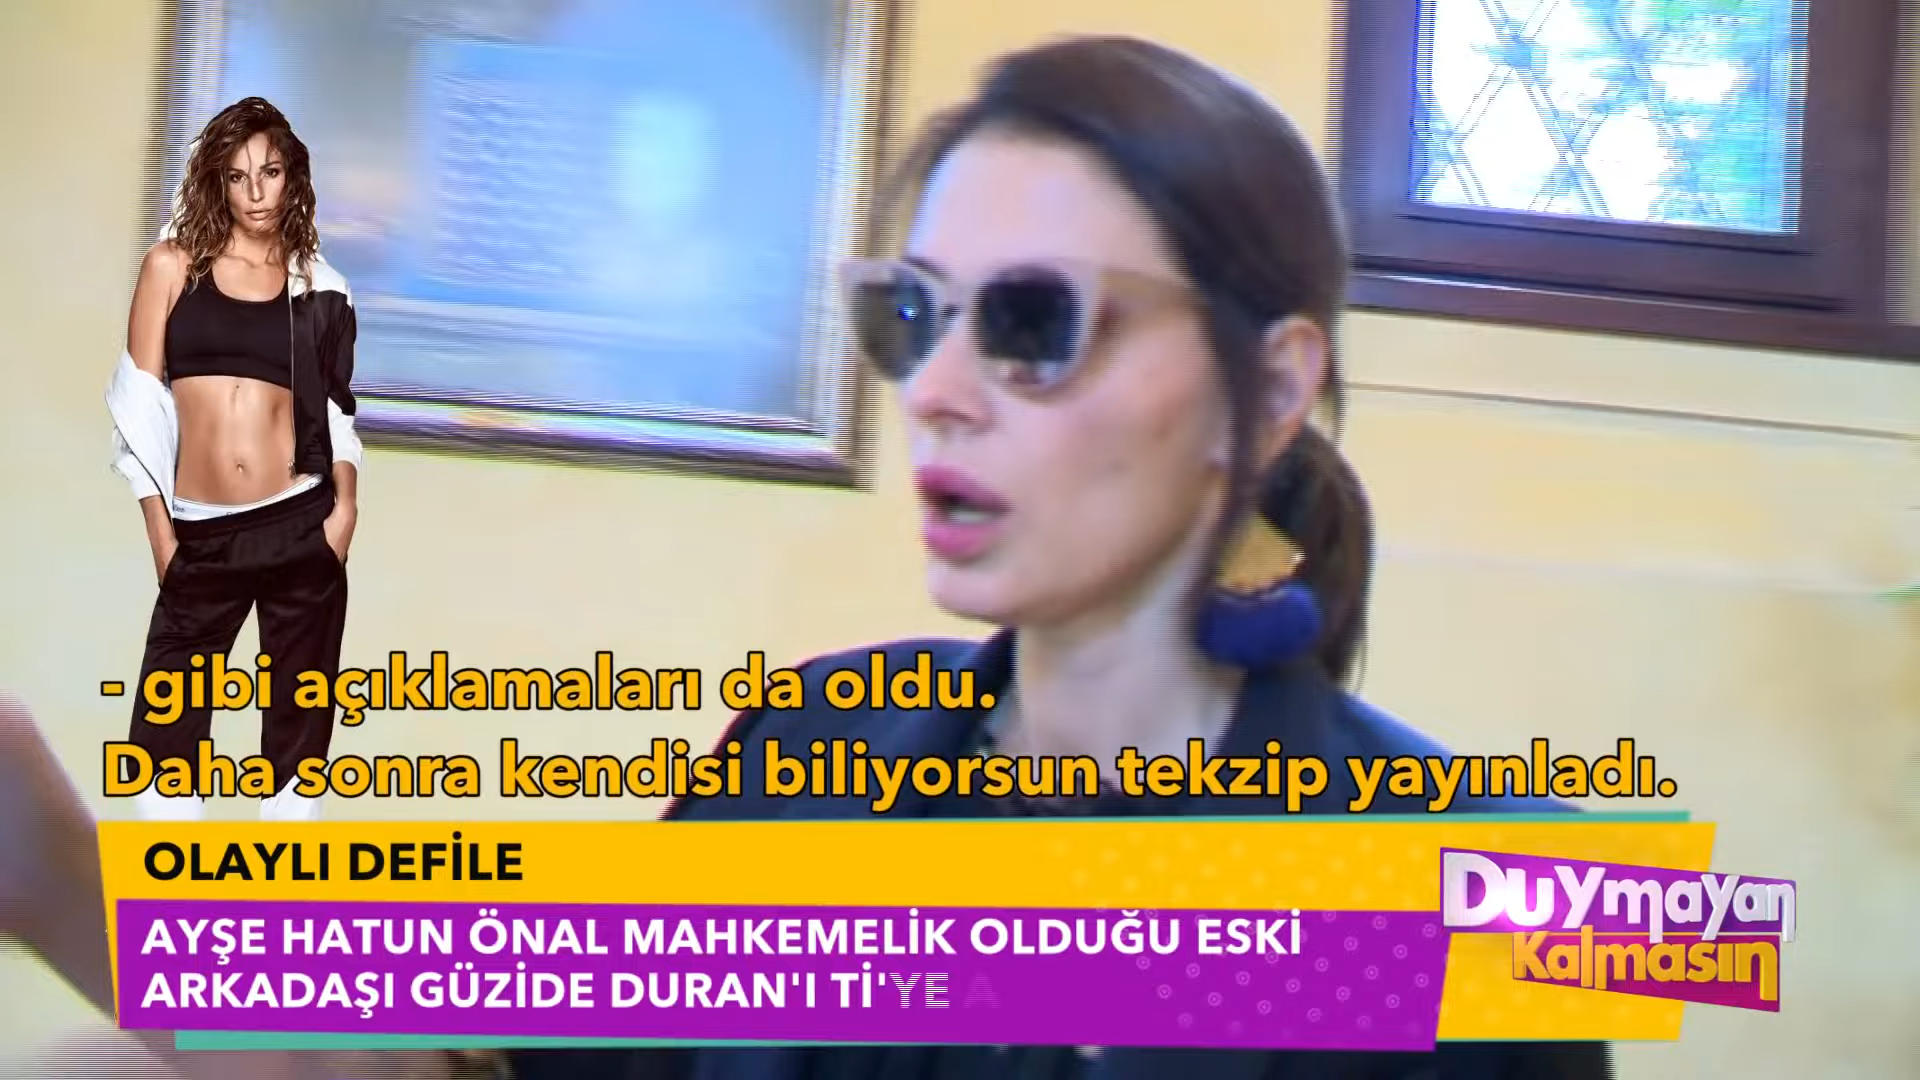 - gibi açıklamaları da oldu.
Daha sonra kendisi biliyorsun tekzip yayınladı.
OLAYLI DEFİLE
AYŞE HATUN ÖNAL MAHKEMELİK OLDUĞU ESKİ
ARKADAŞI GÜZİDE DURAN'I Tİ'YE A
Duymayan
Kalmasın